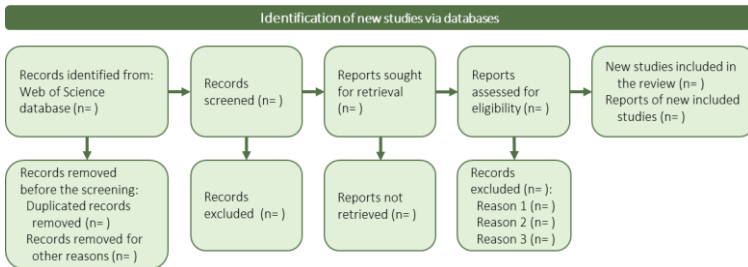 Identification of new studies via databases
Records identified from:
Web of Science
database (n= )
Records
screened (n= )
Reports sought
for retrieval
(n= )
Reports
assessed for
eligibility (n= )
New studies included in
the review (n= )
Reports of new included
studies (n= )
Records removed
before the screening:
Duplicated records
removed (n= )
Records removed for
other reasons (n= )
Records
excluded (n= )
Reports not
retrieved (n= )
Records
excluded (n= ):
Reason 1 (n= )
Reason 2 (n= )
Reason 3 (n= )